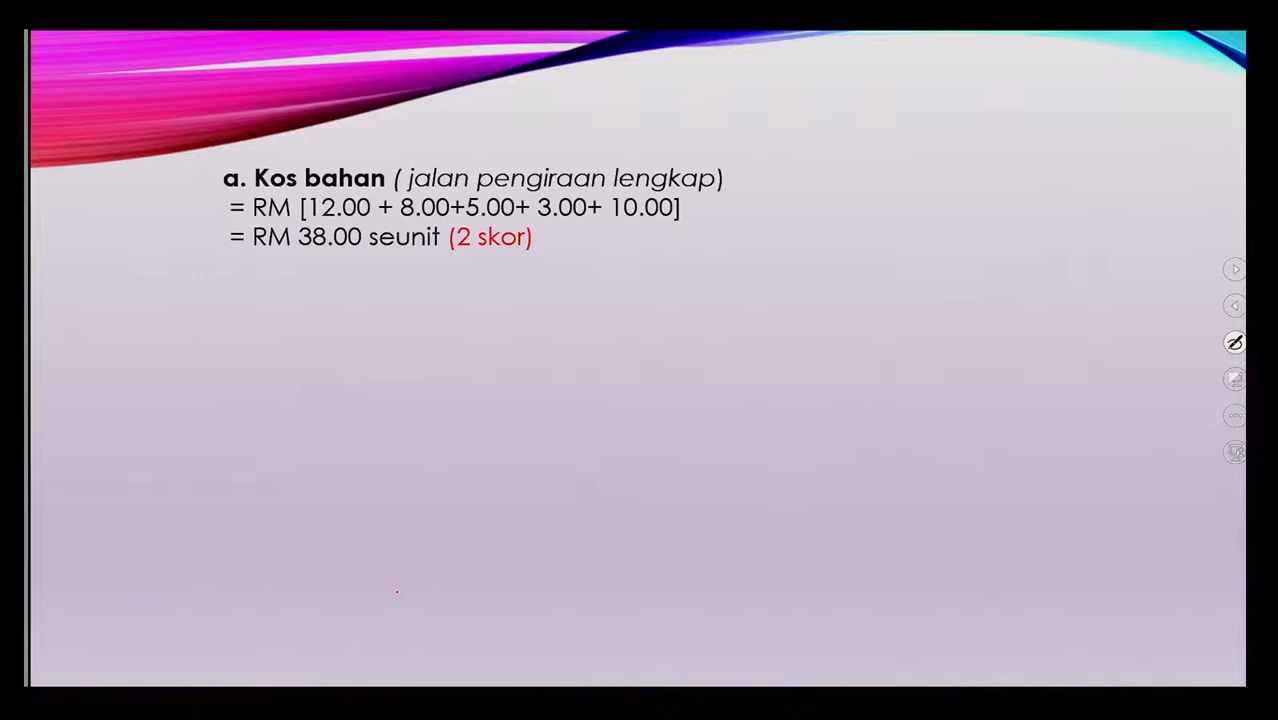 a. Kos bahan ( jalan pengiraan lengkap)
= RM [12.00 + 8.00+5.00+ 3.00+ 10.00]
= RM 38.00 seunit (2 skor)